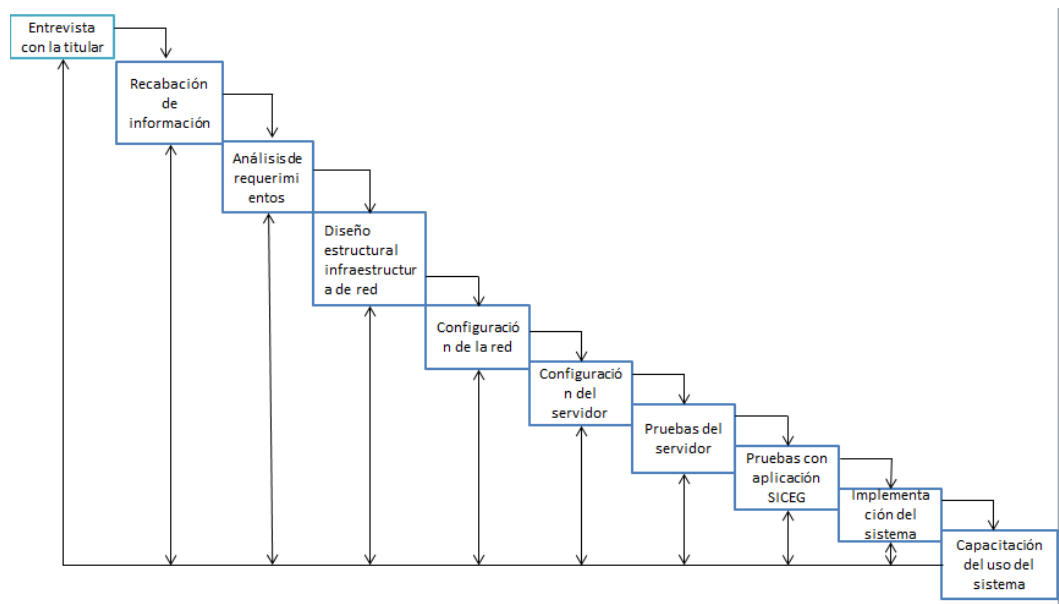 Entrevista
con la titular
Recabación
de
información
Análisis de
requerimi
entos
Diseño
estructural
infraestructur
a de red
Configuració
n de la red
Configuració
n del
servidor
Pruebas del
servidor
Pruebas con
aplicación
SICEG
Implementa
ción del
sistema
Capacitación
del uso del
sistema